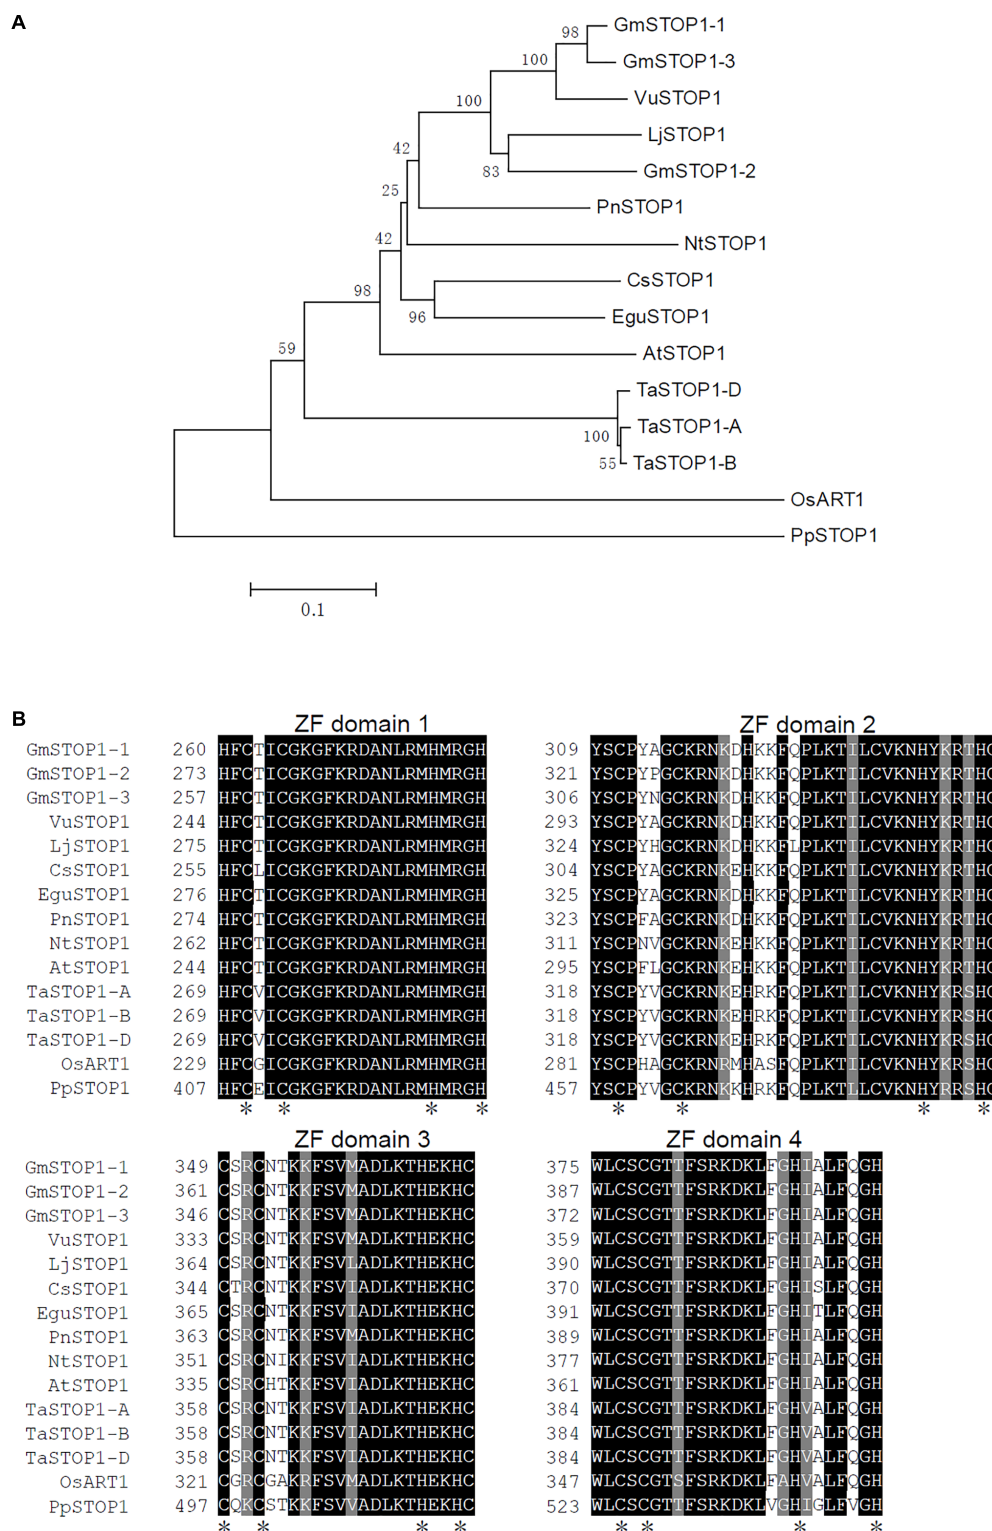 A
98
GmSTOP1-1
GmSTOP1-3
100
VuSTOP1
100
LjSTOP1
83
GmSTOP1-2
42
PnSTOP1
25
NtSTOP1
42
CsSTOP1
96
EguSTOP1
98
AtSTOP1
59
TaSTOP1-D
100
TaSTOP1-A
55
TaSTOP1-B
OsART1
PpSTOP1
0.1
B
ZF domain 1 ZF domain 2
GmSTOP1-1 260 HFCTICGKGFKRDANLRMHMRGH 309 YSCPYAGCKRNKDHKKFQPLKTILCVKNHYKRTHC
GmSTOP1-2 273 HFCTICGKGFKRDANLRMHMRGH 321 YSCPYPGCKRNKDHKKFQPLKTILCVKNHYKRTHC
GmSTOP1-3 257 HFCTICGKGFKRDANLRMHMRGH 306 YSCPYNGCKRNKDHKKFQPLKTILCVKNHYKRTHC
VuSTOP1 244 HFCTICGKGFKRDANLRMHMRGH 293 YSCPYAGCKRNKDHKKFQPLKTILCVKNHYKRTHC
LjSTOP1 275 HFCTICGKGFKRDANLRMHMRGH 324 YSCPYHGCKRNKDHKKFLPLKTILCVKNHYKRTHC
CsSTOP1 255 HFCLICGKGFKRDANLRMHMRGH 304 YSCPYAGCKRNKEHKKFQPLKTILCVKNHYKRTHC
EguSTOP1 276 HFCTICGKGFKRDANLRMHMRGH 325 YSCPYAGCKRNKDHKKFQPLKTILCVKNHYKRTHC
PnSTOP1 274 HFCTICGKGFKRDANLRMHMRGH 323 YSCPFAGCKRNKDHKKFQPLKTILCVKNHYKRTHC
NtSTOP1 262 HFCTICGKGFKRDANLRMHMRGH 311 YSCPNVGCKRNKEHKKFQPLKTILCVKNHYKRTHC
AtSTOP1 244 HFCTICGKGFKRDANLRMHMRGH 295 YSCPFLGCKRNKEHKKFQPLKTILCVKNHYKRTHC
TaSTOP1-A 269 HFCVICGKGFKRDANLRMHMRGH 318 YSCPYVGCKRNKEHRKFQPLKTILCVKNHYKRSHC
TaSTOP1-B 269 HFCVICGKGFKRDANLRMHMRGH 318 YSCPYVGCKRNKEHRKFQPLKTILCVKNHYKRSHC
TaSTOP1-D 269 HFCVICGKGFKRDANLRMHMRGH 318 YSCPYVGCKRNKEHRKFQPLKTILCVKNHYKRSHC
OsART1 229 HFCGICGKGFKRDANLRMHMRGH 281 YSCPHAGCKRNRMHASFQPLKTILCVKNHYKRSHC
PpSTOP1 407 HFCEICGKGFKRDANLRMHMRGH 457 YSCPYVGCKRNKKHRKFQPLKTLLCVKNHYRRSHC
* * * * * * * *
ZF domain 3 ZF domain 4
GmSTOP1-1 349 CSRCNTKKFSVMADLKTHEKHC 375 WLCSCGTTFSRKDKLFGHIALFQGH
GmSTOP1-2 361 CSRCNTKKFSVMADLKTHEKHC 387 WLCSCGTTFSRKDKLFGHIALFQGH
GmSTOP1-3 346 CSRCNTKKFSVMADLKTHEKHC 372 WLCSCGTTFSRKDKLFGHIALFQGH
VuSTOP1 333 CSRCNTKKFSVMADLKTHEKHC 359 WLCSCGTTFSRKDKLFGHIALFQGH
LjSTOP1 364 CSRCNTKKFSVLADLKTHEKHC 390 WLCSCGTTFSRKDKLFGHIALFQGH
CsSTOP1 344 CTRCNTKKFSVIADLKTHEKHC 370 WLCSCGTTFSRKDKLFGHISLFQGH
EguSTOP1 365 CSRCNTKKFSVIADLKTHEKHC 391 WLCSCGTTFSRKDKLFGHITLFQGH
PnSTOP1 363 CSRCNTKKFSVMADLKTHEKHC 389 WLCSCGTTFSRKDKLFGHIALFQGH
NtSTOP1 351 CSRCNIKKFSVIADLKTHEKHC 377 WLCSCGTTFSRKDKLFGHIALFQGH
AtSTOP1 335 CSRCHTKKFSVIADLKTHEKHC 361 WLCSCGTTFSRKDKLFGHIALFQGH
TaSTOP1-A 358 CSRCNTKKFSVIADLKTHEKHC 384 WLCSCGTTFSRKDKLFGHVALFQGH
TaSTOP1-B 358 CSRCNTKKFSVIADLKTHEKHC 384 WLCSCGTTFSRKDKLFGHVALFQGH
TaSTOP1-D 358 CSRCNTKKFSVIADLKTHEKHC 384 WLCSCGTTFSRKDKLFGHVALFQGH
OsART1 321 CGRCGAKRFSVMADLKTHEKHC 347 WLCSCGTSFSRKDKLFAHVALFQGH
PpSTOP1 497 CQKCSTKKFSVVADLKTHEKHC 523 WLCSCGTTFSRKDKLVGHIGLFVGH
* * * * * * * *